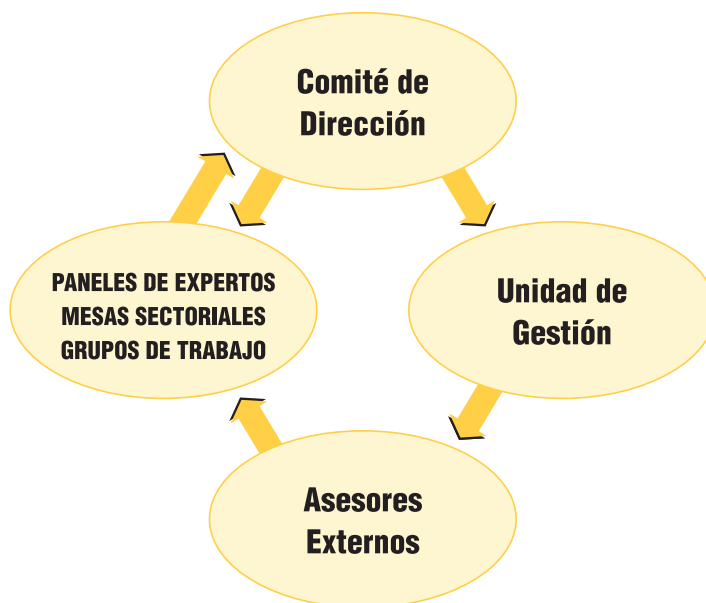 Comité de
Dirección
PANELES DE EXPERTOS
MESAS SECTORIALES
GRUPOS DE TRABAJO
Unidad de
Gestión
Asesores
Externos